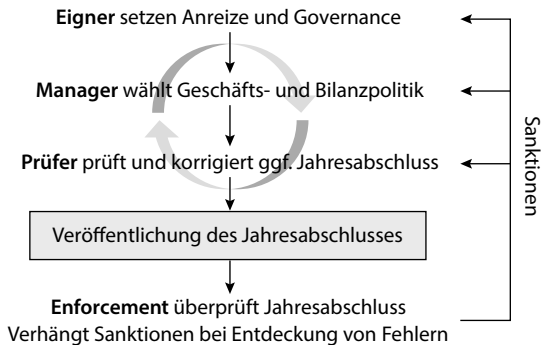 Eigner setzen Anreize und Governance
Manager wählt Geschäfts- und Bilanzpolitik
Prüfer prüft und korrigiert ggf. Jahresabschluss
Veröffentlichung des Jahresabschlusses
Enforcement überprüft Jahresabschluss
Verhängt Sanktionen bei Entdeckung von Fehlern
Sanktionen